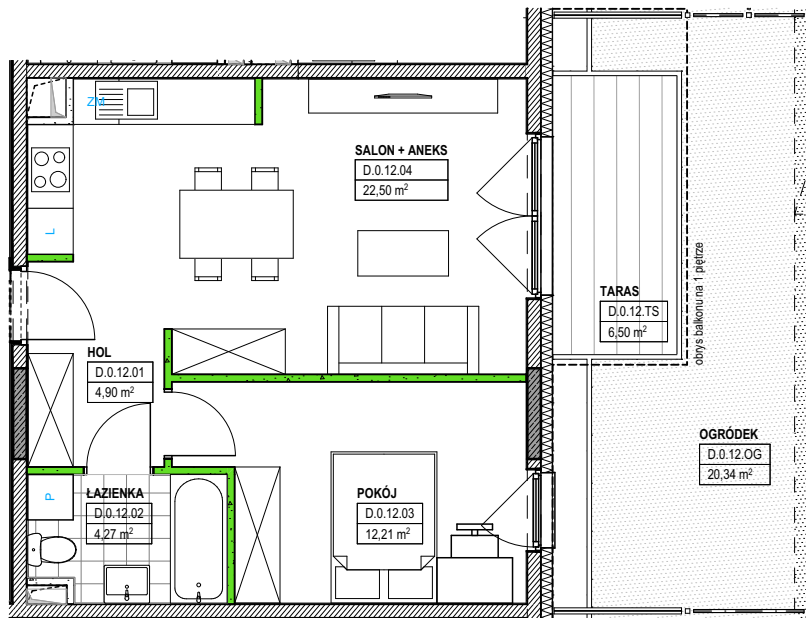 ZM
SALON + ANEKS
D.0.12.04
22,50 m²
L
TARAS
D.0.12.TS
6,50 m²
obrys balkonu na 1 piętrze
HOL
D.0.12.01
4,90 m²
OGRÓDEK
D.0.12.OG
20,34 m²
P
ŁAZIENKA
D.0.12.02
4,27 m²
POKÓJ
D.0.12.03
12,21 m²